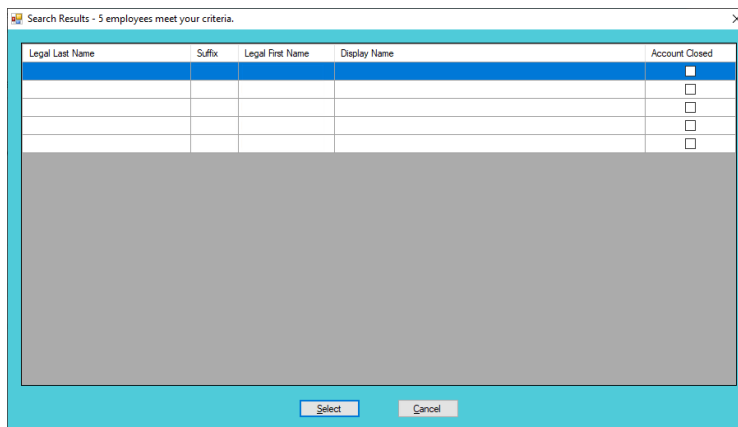 Search Results - 5 employees meet your criteria.
Legal Last Name Suffix Legal First Name Display Name Account Closed
Select Cancel